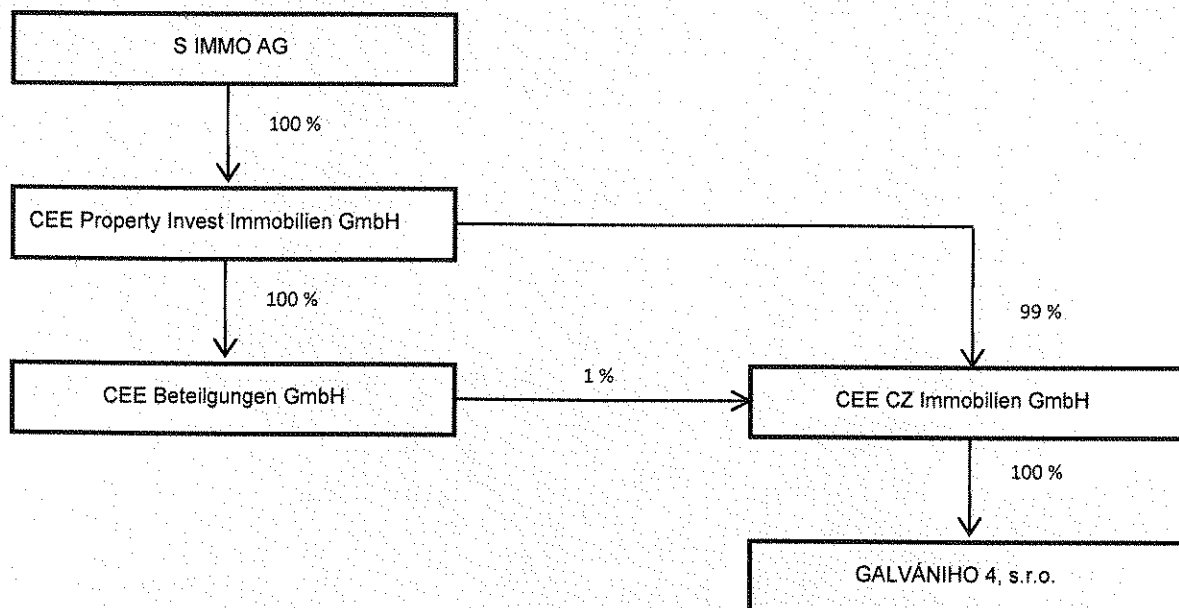 S IMMO AG
100 %
CEE Property Invest Immobilien GmbH
100 %
99 %
CEE Beteilgungen GmbH
1 %
CEE CZ Immobilien GmbH
100 %
GALVÁNIHO 4, s.r.o.